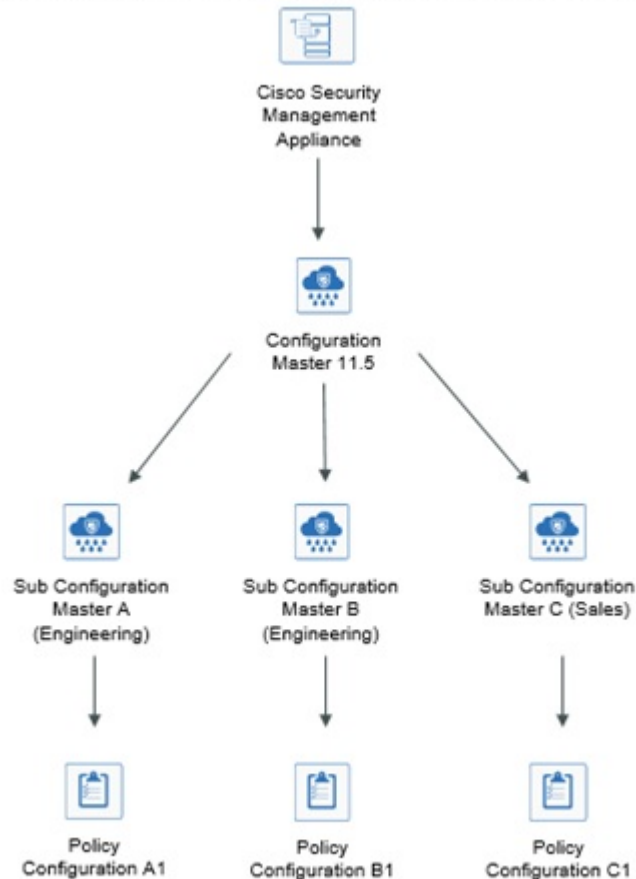 Cisco Security
Management
Appliance
Configuration
Master 11.5
Sub Configuration
Master A
(Engineering)
Sub Configuration
Master B
(Engineering)
Sub Configuration
Master C (Sales)
Policy
Configuration A1
Policy
Configuration B1
Policy
Configuration C1